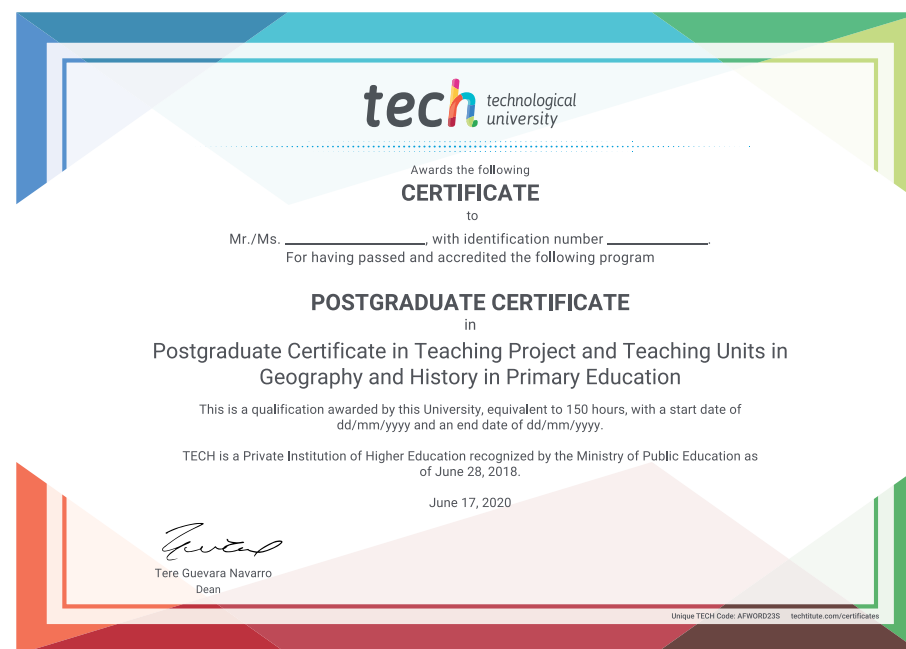 tech technological
university
Awards the following
CERTIFICATE
to
Mr./Ms. ____________________, with identification number ______________.
For having passed and accredited the following program
POSTGRADUATE CERTIFICATE
in
Postgraduate Certificate in Teaching Project and Teaching Units in
Geography and History in Primary Education
This is a qualification awarded by this University, equivalent to 150 hours, with a start date of
dd/mm/yyyy and an end date of dd/mm/yyyy.
TECH is a Private Institution of Higher Education recognized by the Ministry of Public Education as
of June 28, 2018.
June 17, 2020
Tere Guevara Navarro
Dean
Unique TECH Code: AFWORD23S techtitute.com/certificates